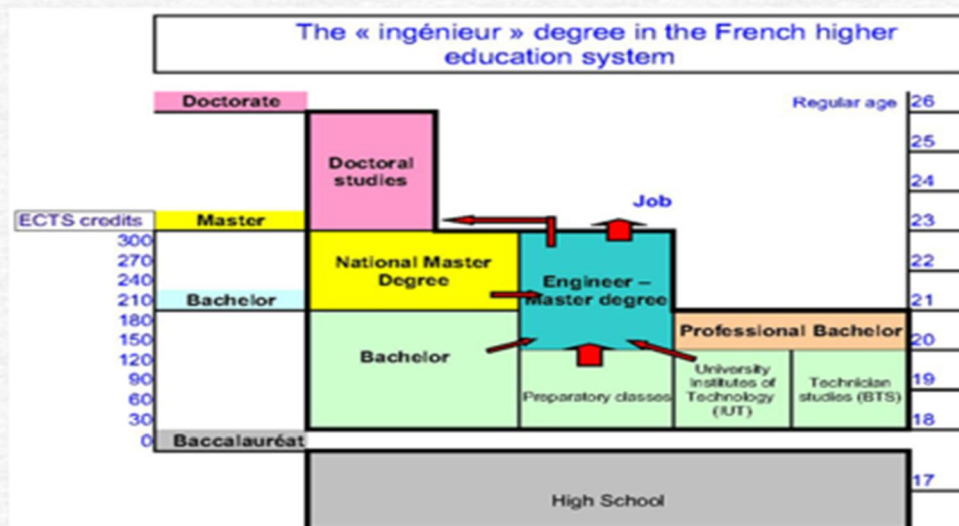 The « ingénieur » degree in the French higher
education system
Doctorate
Regular age
26
25
24
23
22
21
20
19
18
17
Doctoral
studies
Job
ECTS credits
Master
300
270
240
210
180
150
120
90
60
30
0
National Master
Degree
Engineer –
Master degree
Bachelor
Professional Bachelor
Bachelor
Preparatory classes
University
Institutes of
Technology
(IUT)
Technician
studies (BTS)
Baccalauréat
High School